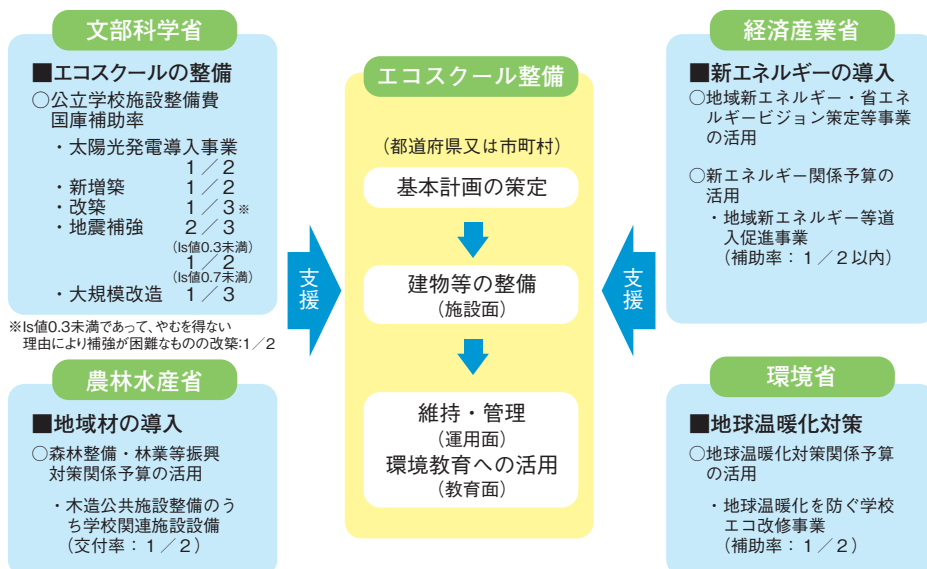 文部科学省
■エコスクールの整備
○公立学校施設整備費
国庫補助率
・太陽光発電導入事業
1／2
・新増築 1／2
・改築 1／3※
・地震補強 2／3
（Is値0.3未満）
1／2
（Is値0.7未満）
・大規模改造 1／3
※Is値0.3未満であって、やむを得ない
理由により補強が困難なものの改築:1／2
農林水産省
■地域材の導入
○森林整備・林業等振興
対策関係予算の活用
・木造公共施設整備のう
ち学校関連施設設備
（交付率：1／2）
支援
エコスクール整備
（都道府県又は市町村）
基本計画の策定
建物等の整備
（施設面）
維持・管理
（運用面）
環境教育への活用
（教育面）
支援
経済産業省
■新エネルギーの導入
○地域新エネルギー・省エネ
ルギービジョン策定等事業
の活用
○新エネルギー関係予算の
活用
・地域新エネルギー等導
入促進事業
（補助率：1／2以内）
環境省
■地球温暖化対策
○地球温暖化対策関係予算
の活用
・地球温暖化を防ぐ学校
エコ改修事業
（補助率：1／2）